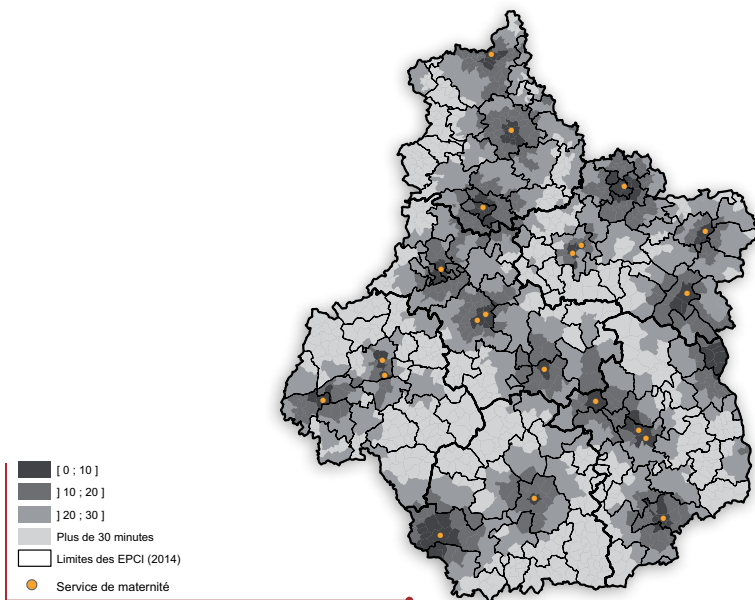 [ 0 ; 10 ]
] 10 ; 20 ]
] 20 ; 30 ]
Plus de 30 minutes
Limites des EPCI (2014)
Service de maternité